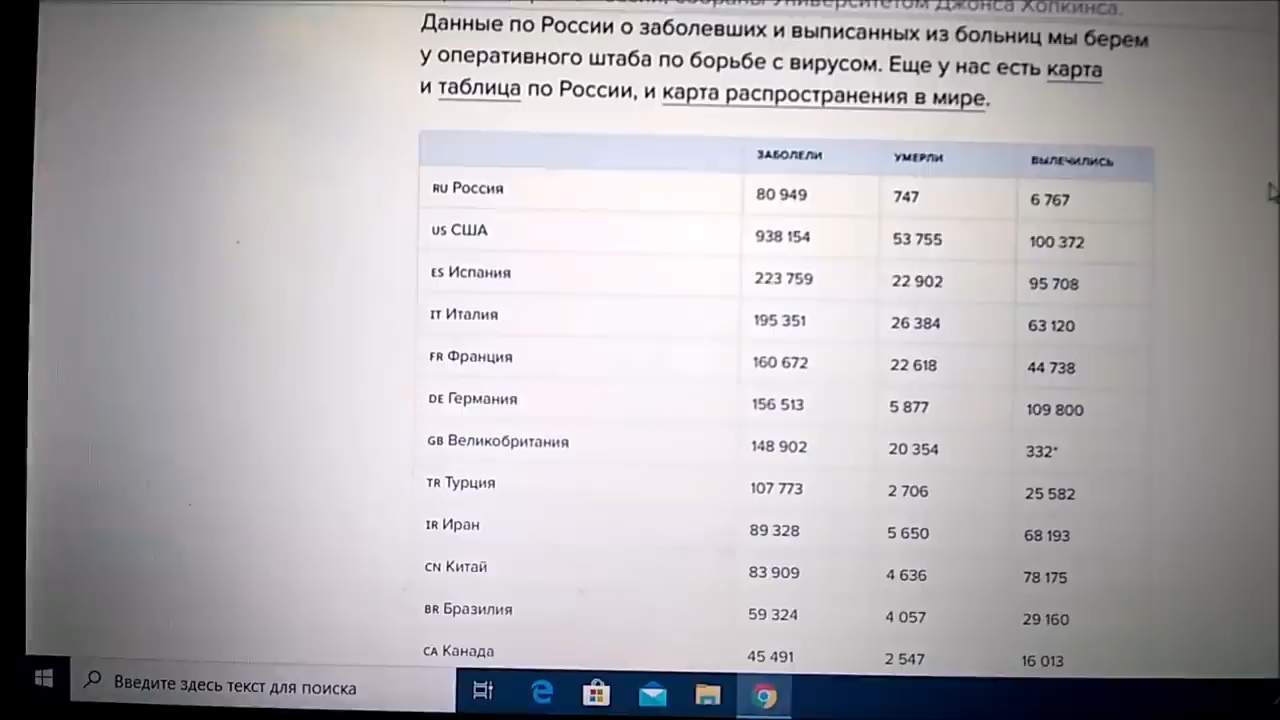 Университетом Джонса Хопкинса.
Данные по России о заболевших и выписанных из больниц мы берем
у оперативного штаба по борьбе с вирусом. Еще у нас есть карта
и таблица по России, и карта распространения в мире.
ЗАБОЛЕЛИ УМЕРЛИ ВЫЛЕЧИЛИСЬ
RU Россия 80 949 747 6 767
US США 938 154 53 755 100 372
ES Испания 223 759 22 902 95 708
IT Италия 195 351 26 384 63 120
FR Франция 160 672 22 618 44 738
DE Германия 156 513 5 877 109 800
GB Великобритания 148 902 20 354 332*
TR Турция 107 773 2 706 25 582
IR Иран 89 328 5 650 68 193
CN Китай 83 909 4 636 78 175
BR Бразилия 59 324 4 057 29 160
CA Канада 45 491 2 547 16 013
Введите здесь текст для поиска